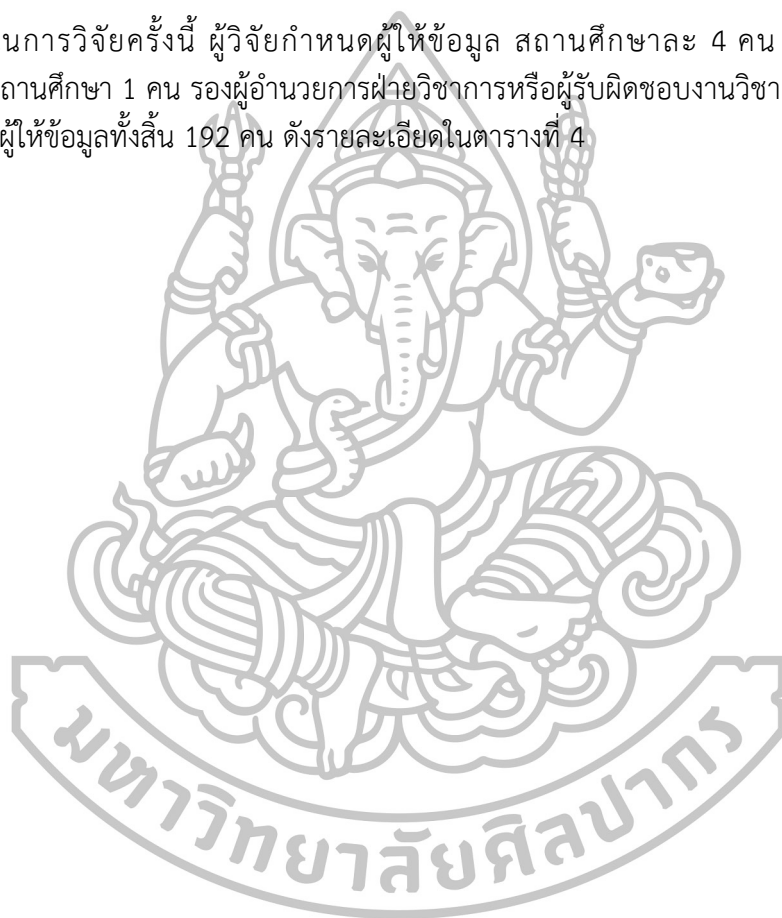 นการวิจัยครั้งนี้ ผู้วิจัยกำหนดผู้ให้ข้อมูล สถานศึกษาละ 4 คน
ถานศึกษา 1 คน รองผู้อำนวยการฝ่ายวิชาการหรือผู้รับผิดชอบงานวิชา
ผู้ให้ข้อมูลทั้งสิ้น 192 คน ดังรายละเอียดในตารางที่ 4
มหาวิทยาลัยศิลปากร